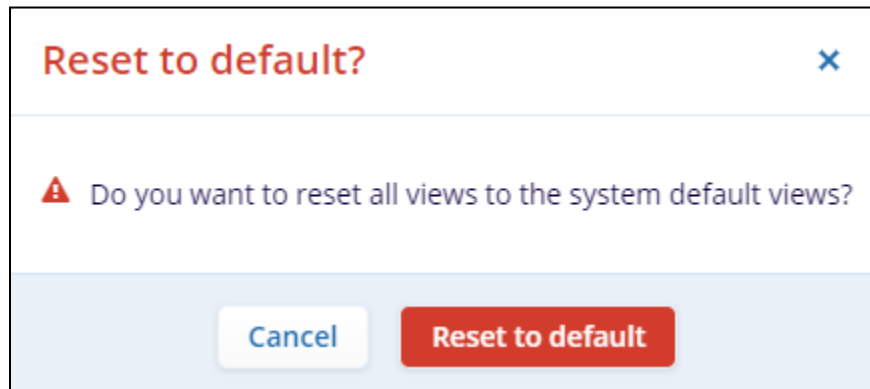 Reset to default?
Do you want to reset all views to the system default views?
Cancel
Reset to default